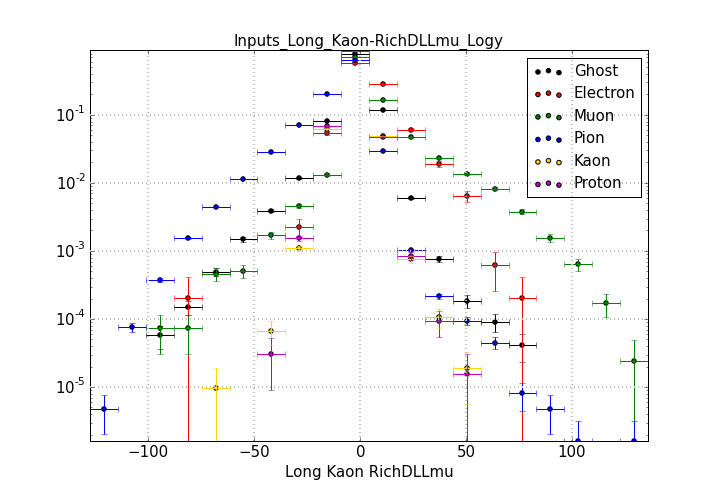 Inputs_Long_Kaon-RichDLLmu_Logy
Ghost
Electron
Muon
Pion
Kaon
Proton
10^-1
10^-2
10^-3
10^-4
10^-5
−100 −50 0 50 100
Long Kaon RichDLLmu